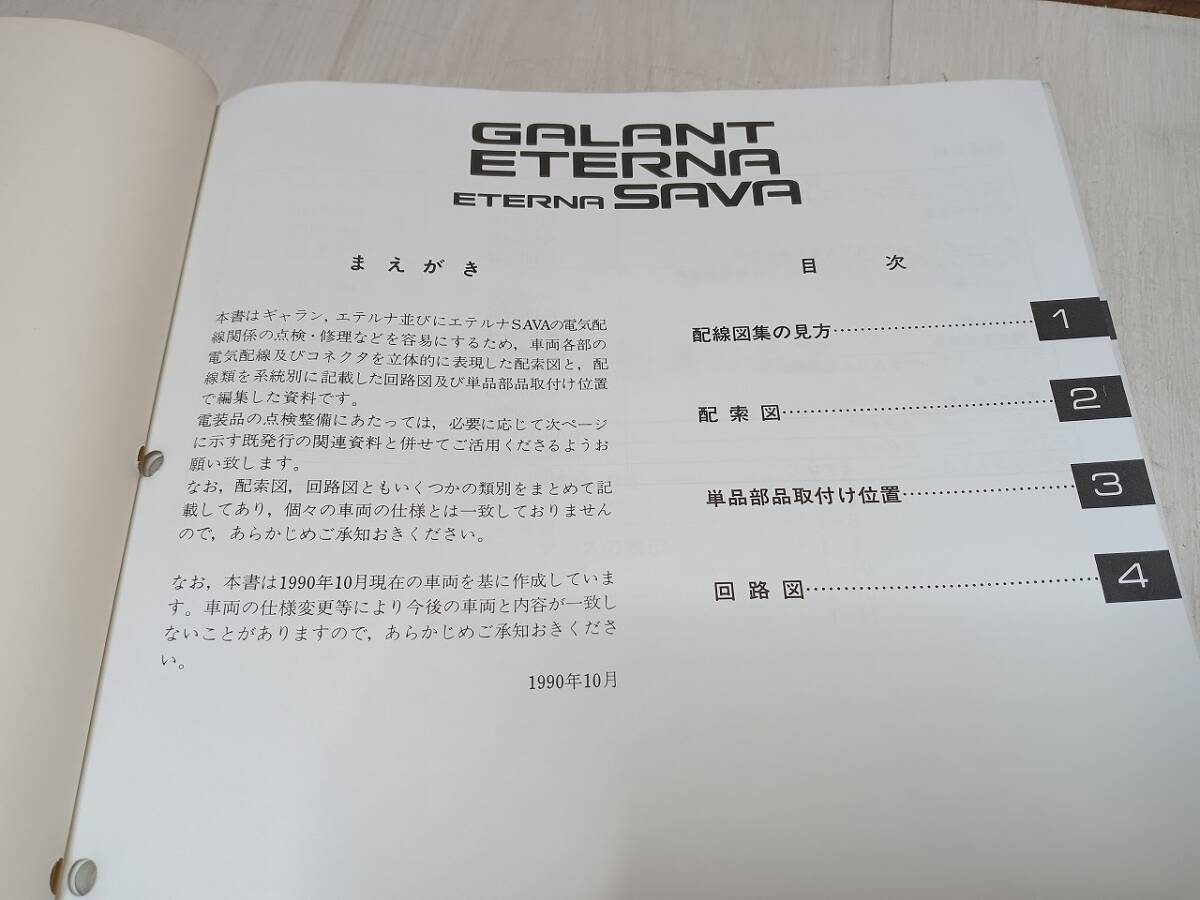 GALANT
ETERNA
ETERNA SAVA
まえがき
本書はギャラン，エテルナ並びにエテルナSAVAの電気配
線関係の点検・修理などを容易にするため，車両各部の
電気配線及びコネクタを立体的に表現した配索図と，配
線類を系統別に記載した回路図及び単品部品取付け位置
で編集した資料です。
電装品の点検整備にあたっては，必要に応じて次ページ
に示す既発行の関連資料と併せてご活用くださるようお
願い致します。
なお，配索図，回路図ともいくつかの類別をまとめて記
載してあり，個々の車両の仕様とは一致しておりません
ので，あらかじめご承知おきください。
なお，本書は1990年10月現在の車両を基に作成していま
す。車両の仕様変更等により今後の車両と内容が一致し
ないことがありますので，あらかじめご承知おきくださ
い。
1990年10月
目次
配線図集の見方 1
配索図 2
単品部品取付け位置 3
回路図 4